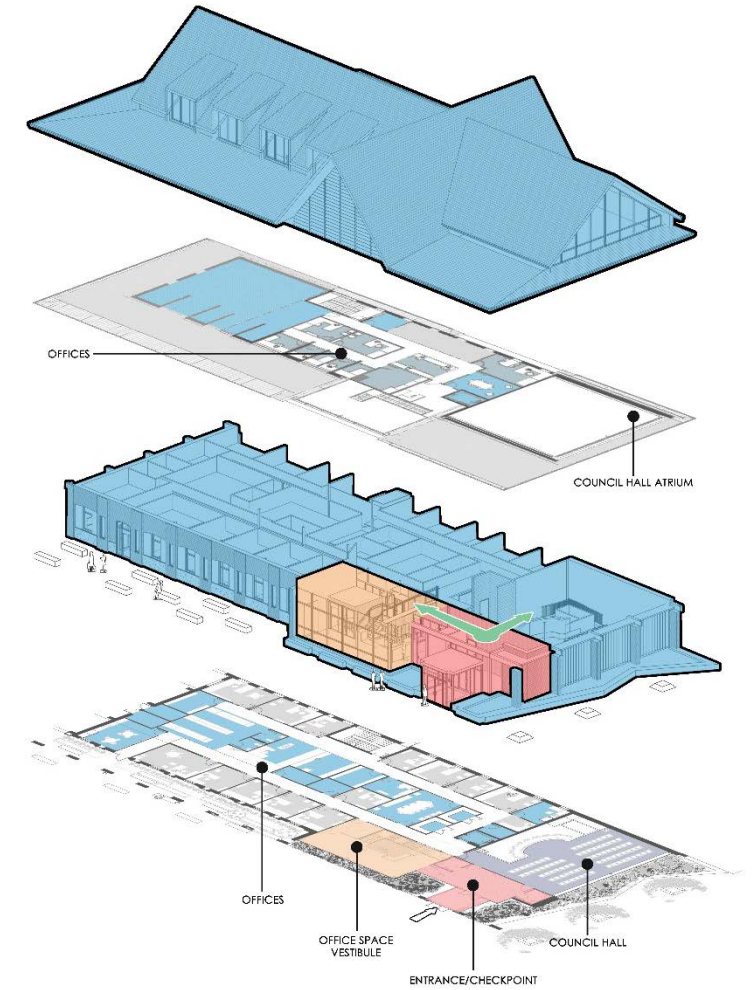 OFFICES
COUNCIL HALL ATRIUM
OFFICES
OFFICE SPACE
VESTIBULE
COUNCIL HALL
ENTRANCE/CHECKPOINT